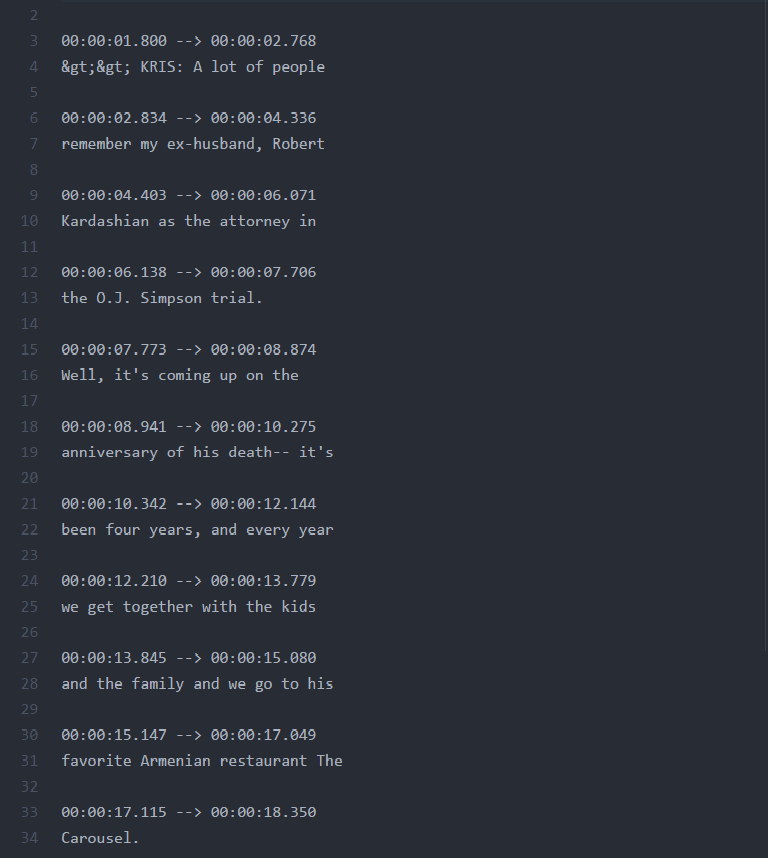 2
3 00:00:01.800 --> 00:00:02.768
4 &gt;&gt; KRIS: A lot of people
5
6 00:00:02.834 --> 00:00:04.336
7 remember my ex-husband, Robert
8
9 00:00:04.403 --> 00:00:06.071
10 Kardashian as the attorney in
11
12 00:00:06.138 --> 00:00:07.706
13 the O.J. Simpson trial.
14
15 00:00:07.773 --> 00:00:08.874
16 Well, it's coming up on the
17
18 00:00:08.941 --> 00:00:10.275
19 anniversary of his death-- it's
20
21 00:00:10.342 --> 00:00:12.144
22 been four years, and every year
23
24 00:00:12.210 --> 00:00:13.779
25 we get together with the kids
26
27 00:00:13.845 --> 00:00:15.080
28 and the family and we go to his
29
30 00:00:15.147 --> 00:00:17.049
31 favorite Armenian restaurant The
32
33 00:00:17.115 --> 00:00:18.350
34 Carousel.